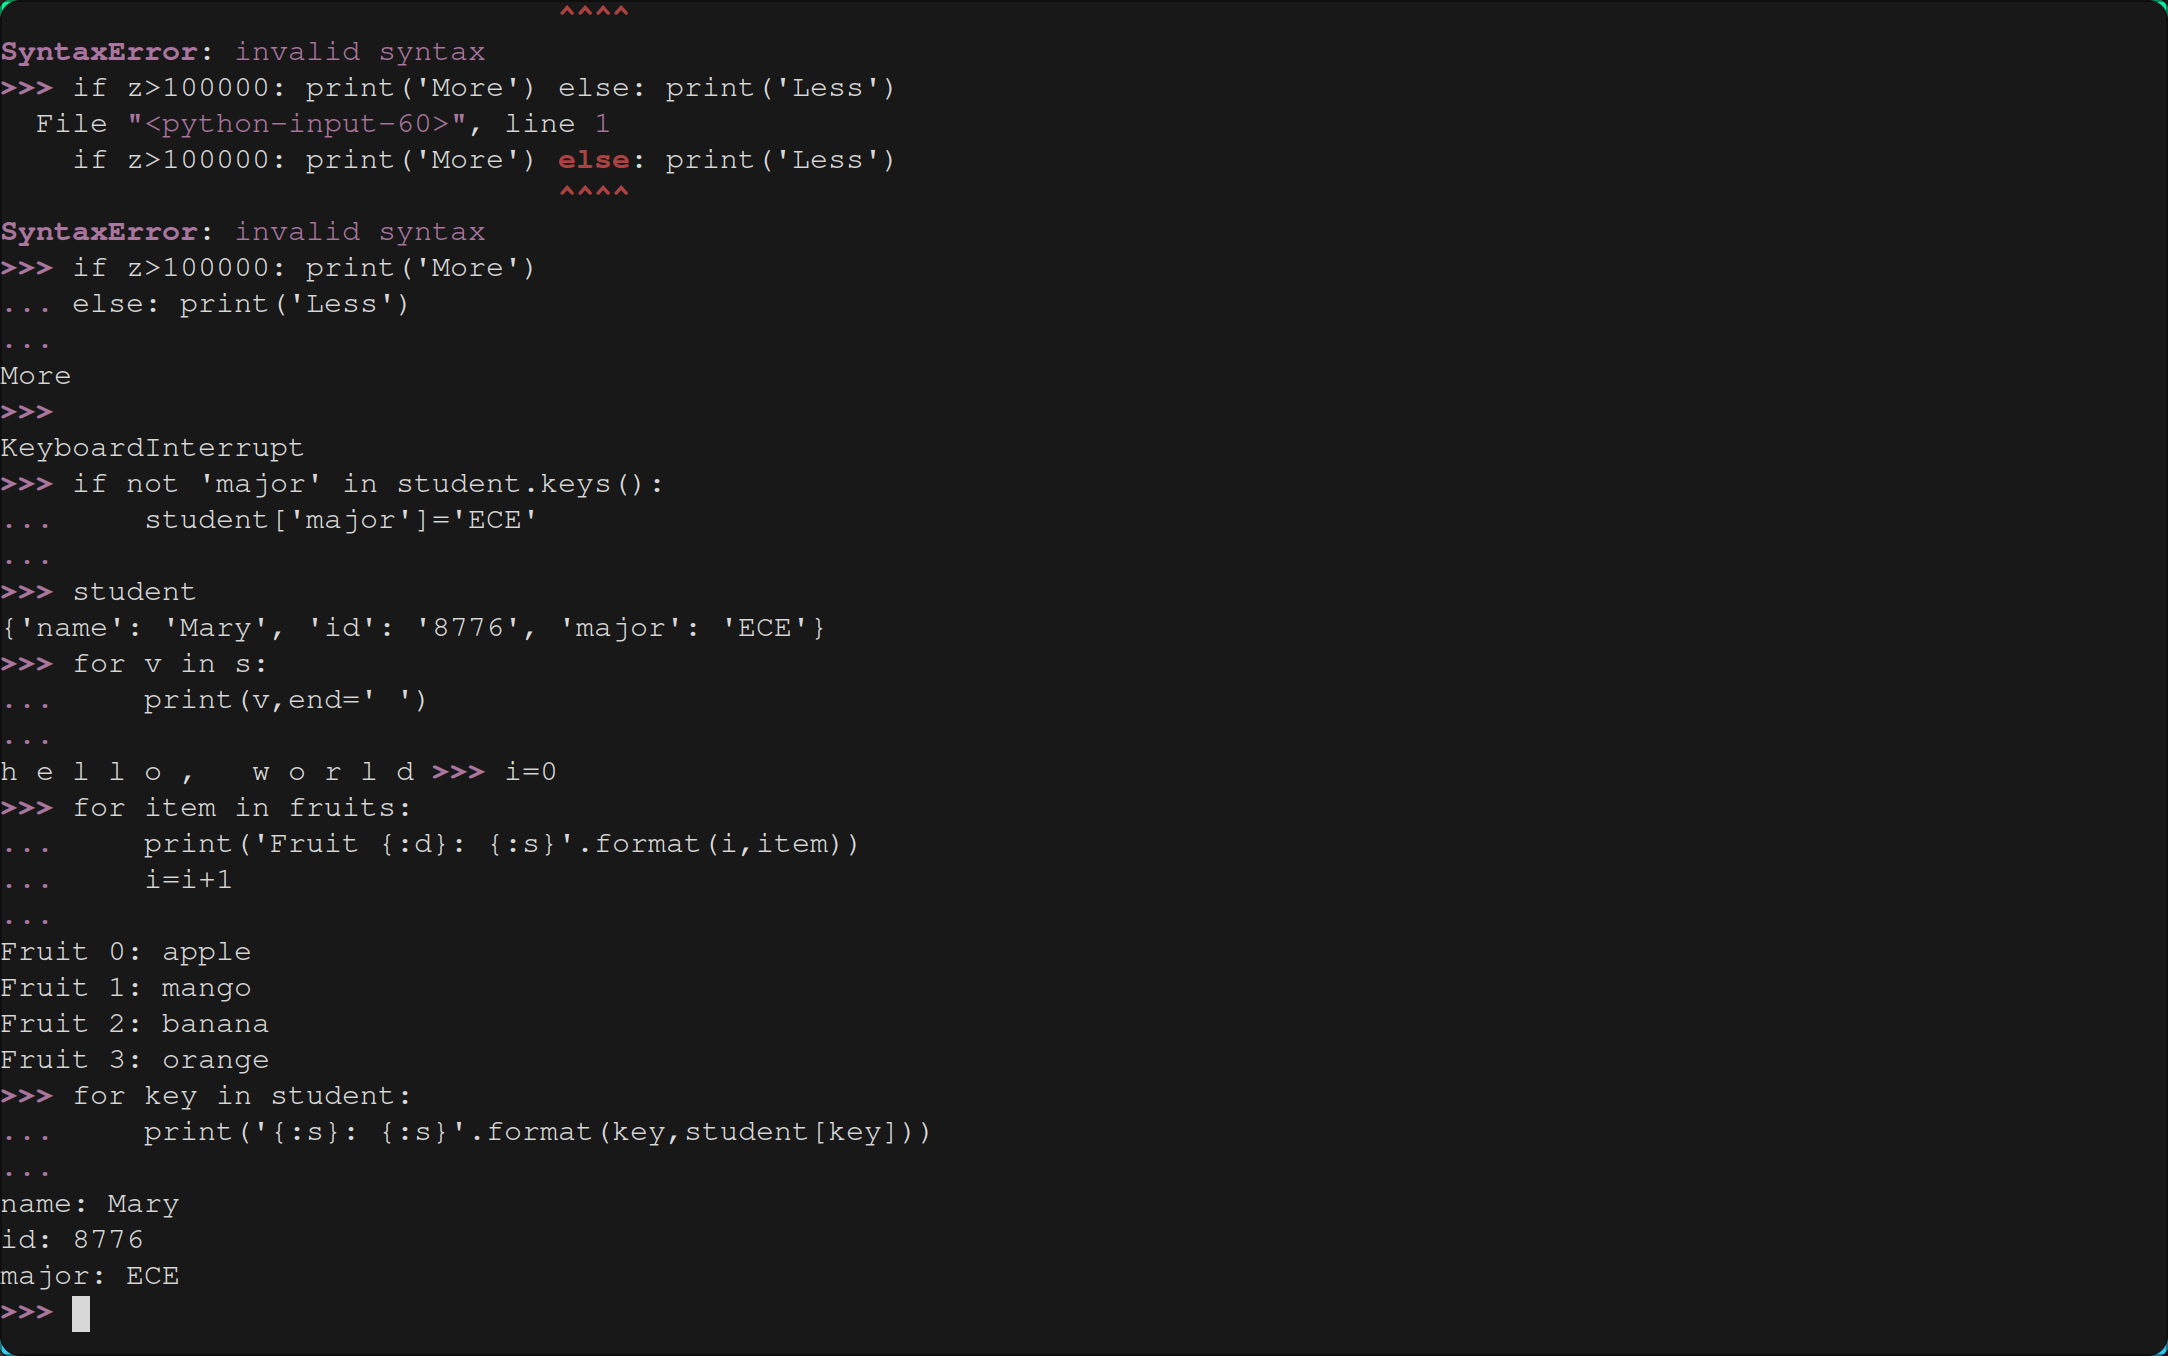 ^^^^
SyntaxError: invalid syntax
>>> if z>100000: print('More') else: print('Less')
  File "<python-input-60>", line 1
    if z>100000: print('More') else: print('Less')
                               ^^^^
SyntaxError: invalid syntax
>>> if z>100000: print('More')
... else: print('Less')
...
More
>>>
KeyboardInterrupt
>>> if not 'major' in student.keys():
...     student['major']='ECE'
...
>>> student
{'name': 'Mary', 'id': '8776', 'major': 'ECE'}
>>> for v in s:
...     print(v,end=' ')
...
h e l l o ,   w o r l d >>> i=0
>>> for item in fruits:
...     print('Fruit {:d}: {:s}'.format(i,item))
...     i=i+1
...
Fruit 0: apple
Fruit 1: mango
Fruit 2: banana
Fruit 3: orange
>>> for key in student:
...     print('{:s}: {:s}'.format(key,student[key]))
...
name: Mary
id: 8776
major: ECE
>>>